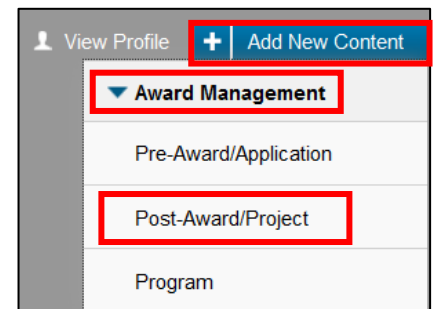 View Profile + Add New Content
Award Management
Pre-Award/Application
Post-Award/Project
Program